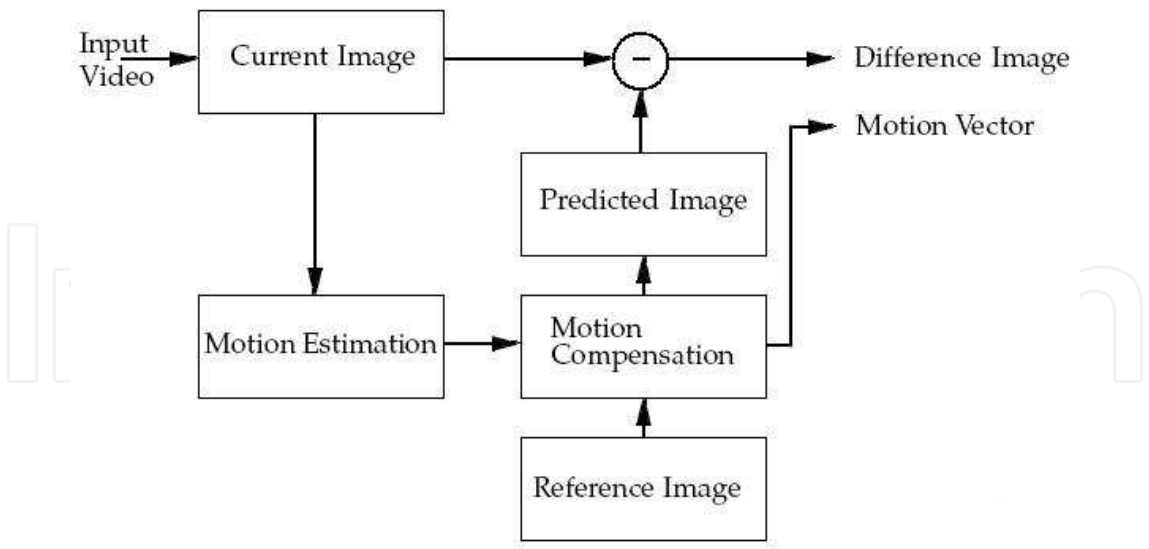 Input
Video
Current Image
-
Difference Image
Motion Vector
Predicted Image
Motion Estimation
Motion
Compensation
Reference Image